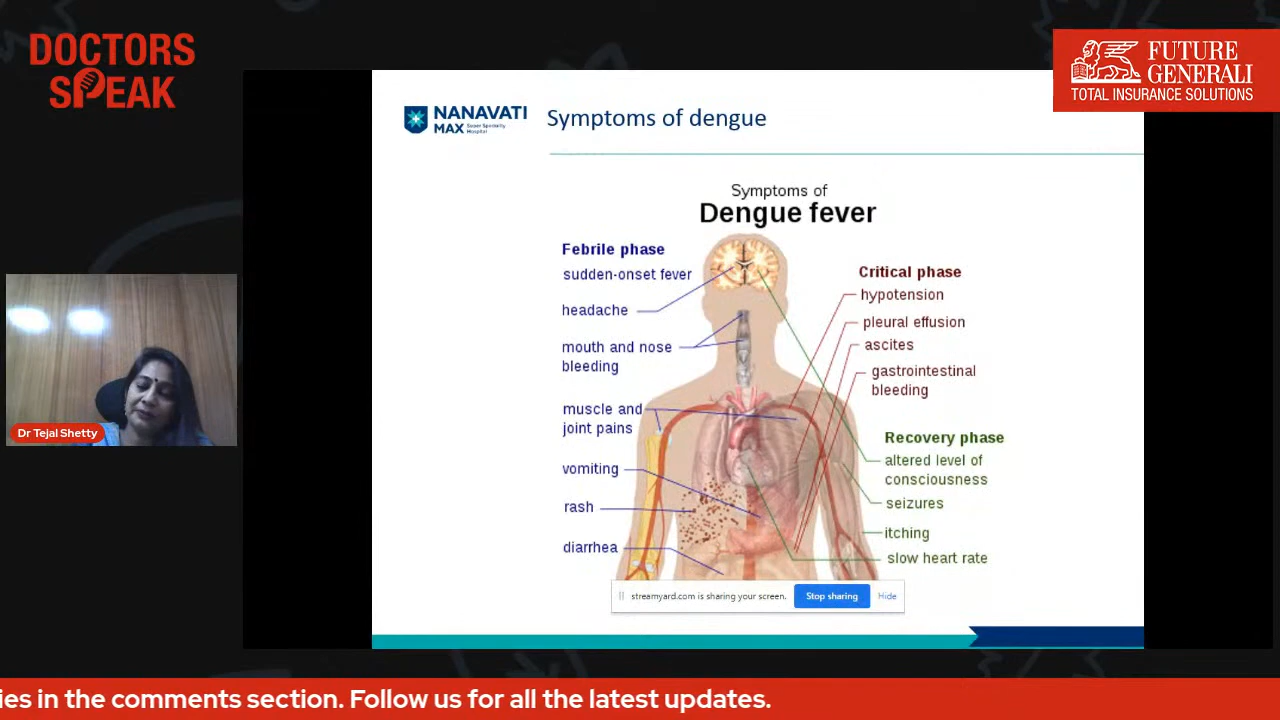 DOCTORS
SPEAK
FUTURE
GENERALI
TOTAL INSURANCE SOLUTIONS
NANAVATI
MAX Super Speciality
Hospital
Symptoms of dengue
Symptoms of
Dengue fever
Febrile phase
sudden-onset fever
headache
mouth and nose
bleeding
muscle and
joint pains
vomiting
rash
diarrhea
Critical phase
hypotension
pleural effusion
ascites
gastrointestinal
bleeding
Recovery phase
altered level of
consciousness
seizures
itching
slow heart rate
Dr Tejal Shetty
streamyard.com is sharing your screen. Stop sharing Hide
ies in the comments section. Follow us for all the latest updates.